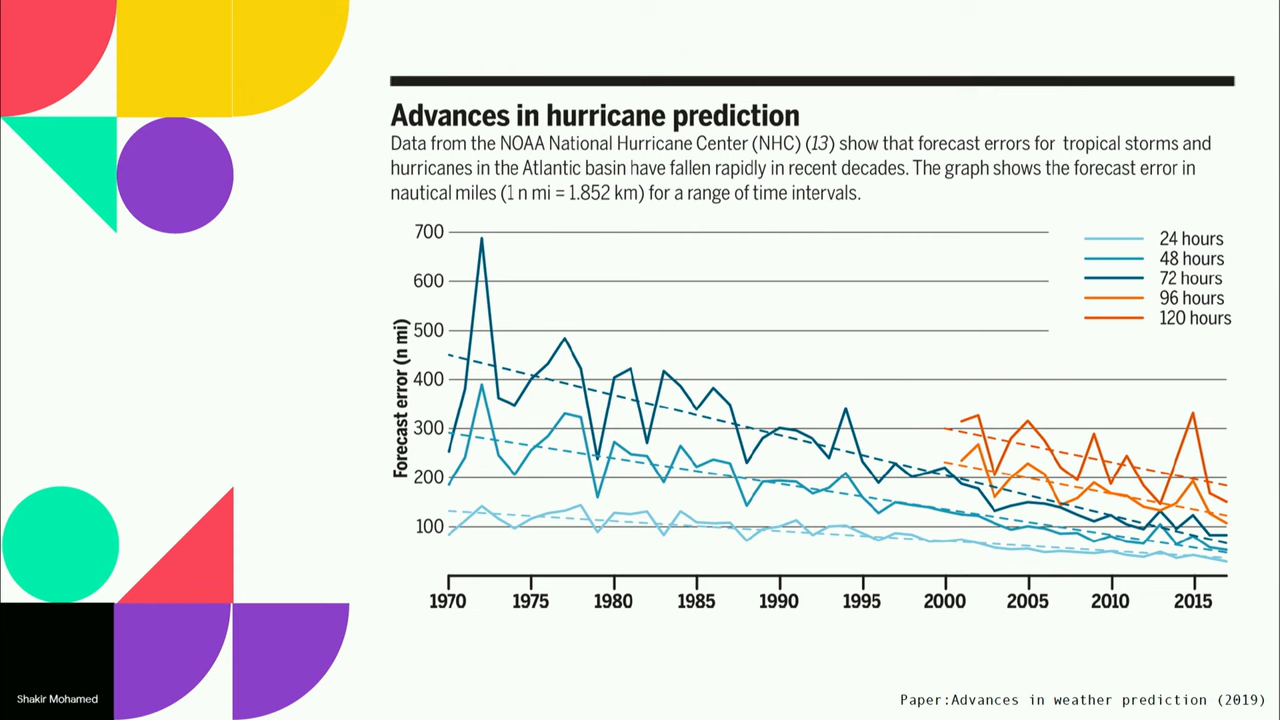 Advances in hurricane prediction
Data from the NOAA National Hurricane Center (NHC) (13) show that forecast errors for tropical storms and
hurricanes in the Atlantic basin have fallen rapidly in recent decades. The graph shows the forecast error in
nautical miles (1 n mi = 1.852 km) for a range of time intervals.
700
600
500
400
300
200
100
Forecast error (n mi)
24 hours
48 hours
72 hours
96 hours
120 hours
1970 1975 1980 1985 1990 1995 2000 2005 2010 2015
Shakir Mohamed
Paper:Advances in weather prediction (2019)